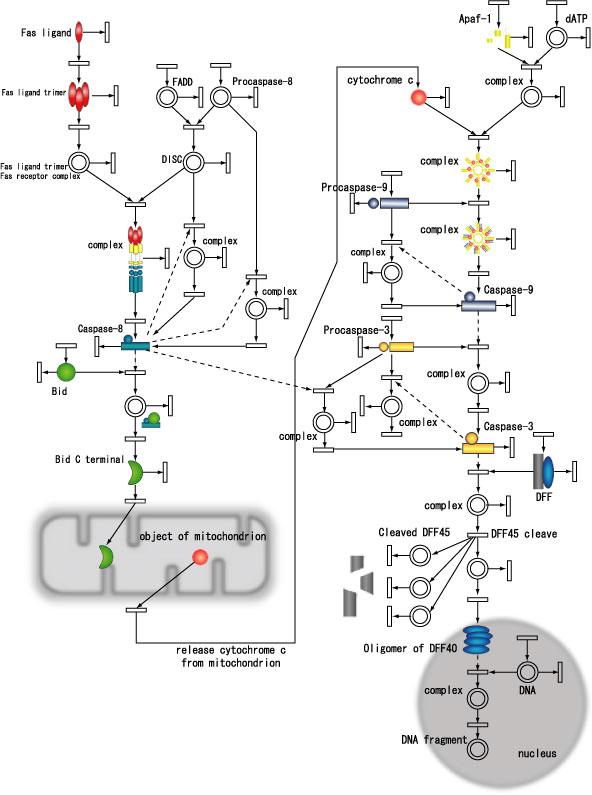 Fas ligand
Fas ligand trimer
Fas ligand trimer
Fas receptor complex
FADD
Procaspase-8
DISC
complex
complex
complex
Caspase-8
Bid
Bid C terminal
object of mitochondrion
release cytochrome c
from mitochondrion
Apaf-1
dATP
cytochrome c
complex
complex
Procaspase-9
complex
complex
Caspase-9
Procaspase-3
complex
complex
complex
Caspase-3
DFF
complex
Cleaved DFF45
DFF45 cleave
Oligomer of DFF40
DNA
complex
DNA fragment
nucleus